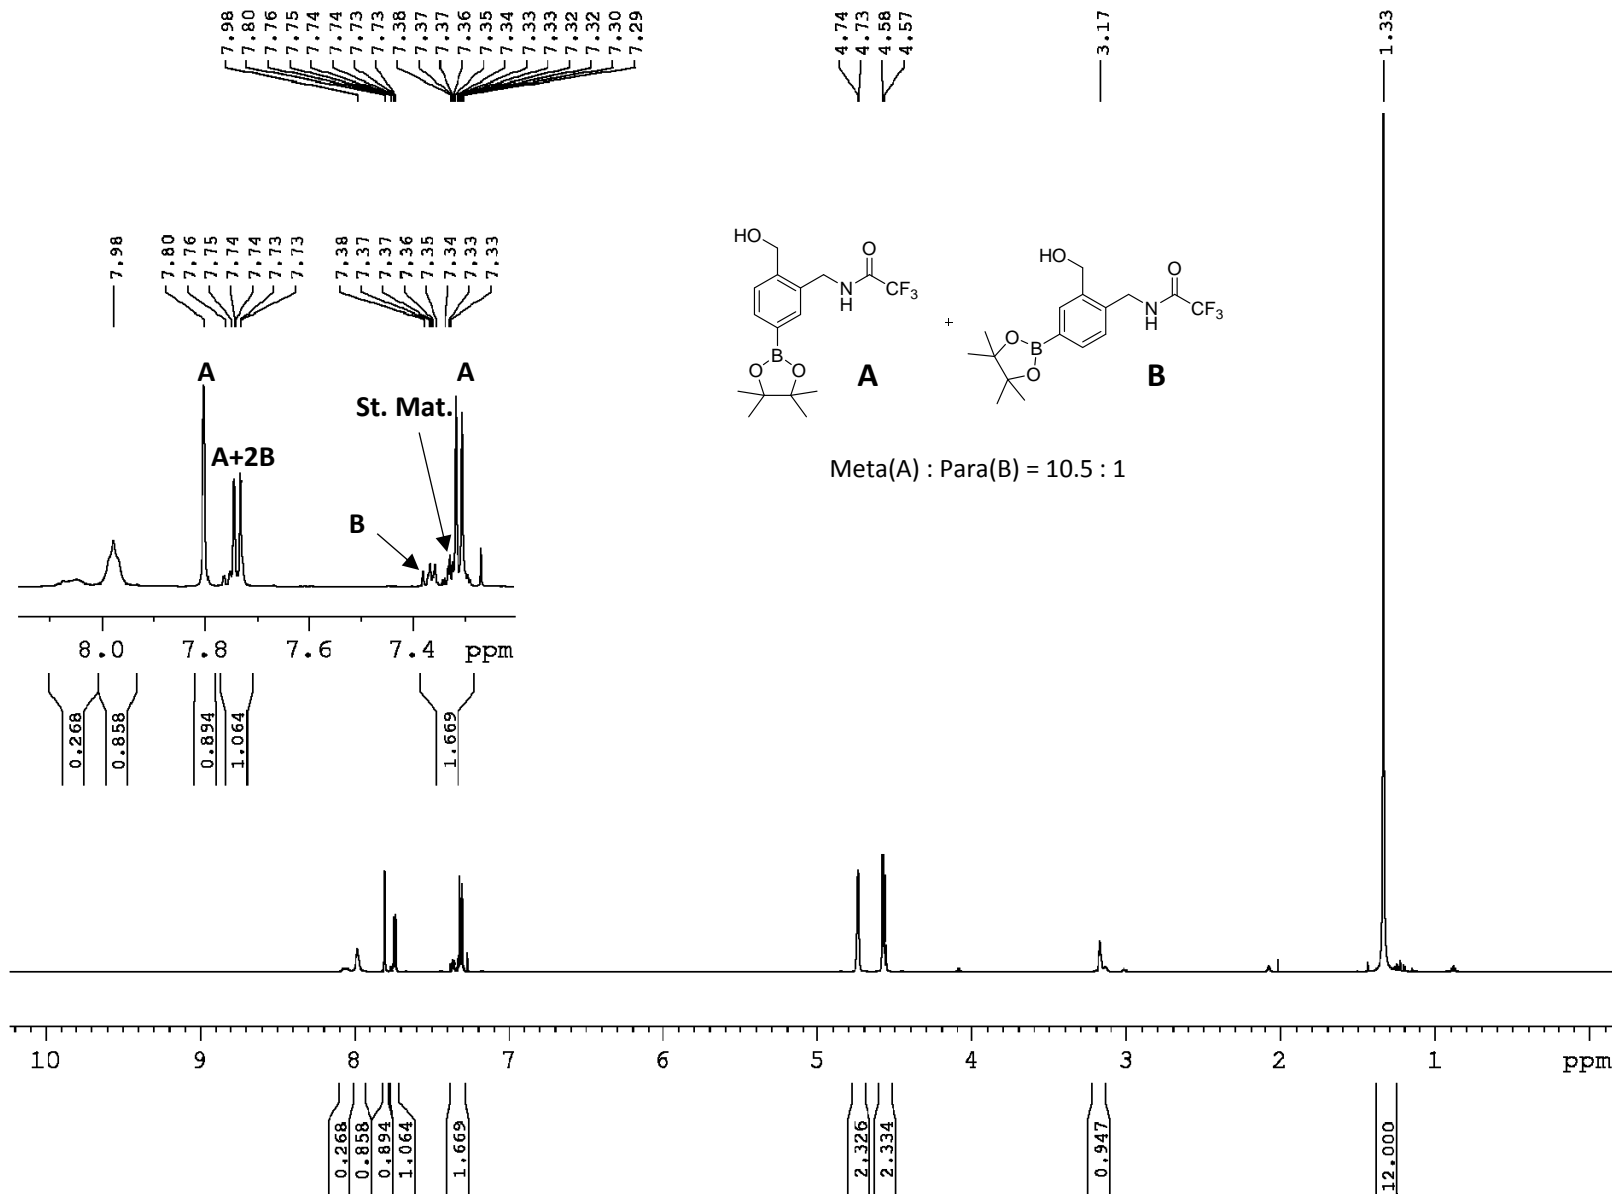 7.98 7.80 7.76 7.75 7.74 7.74 7.73 7.73 7.38 7.37 7.37 7.36 7.35 7.34 7.33 7.33 7.32 7.32 7.30 7.29
4.74 4.73 4.58 4.57
3.17
1.33
7.98
7.80 7.76 7.75 7.74 7.74 7.73 7.73
7.38 7.37 7.37 7.36 7.35 7.34 7.33 7.33
A
A
St. Mat.
A+2B
B
8.0 7.8 7.6 7.4 ppm
0.268 0.858 0.894 1.064 1.669
HO
O
N
H
CF3
B
O
O
A
+
HO
O
N
H
CF3
O
B
O
B
Meta(A) : Para(B) = 10.5 : 1
10 9 8 7 6 5 4 3 2 1 ppm
0.268 0.858 0.894 1.064 1.669 2.326 2.334 0.947 12.000